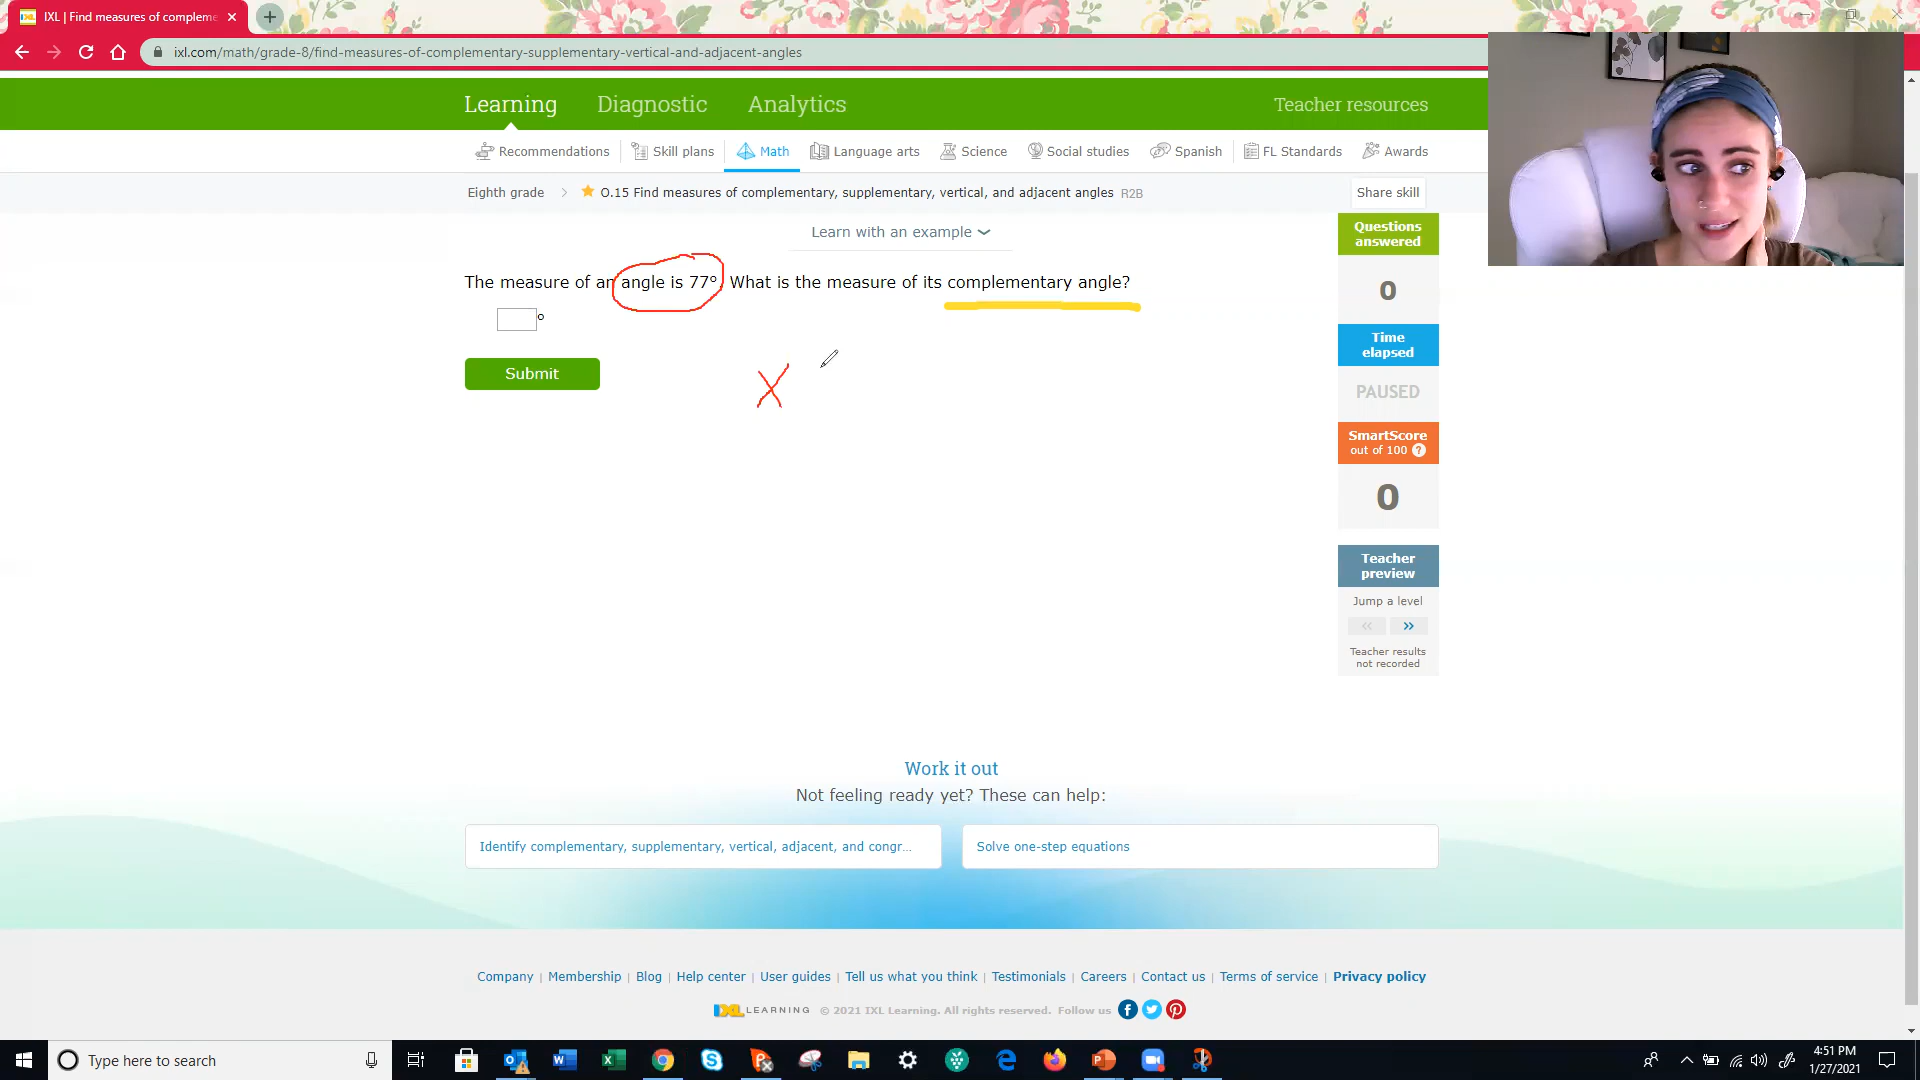 IXL | Find measures of compleme
ixl.com/math/grade-8/find-measures-of-complementary-supplementary-vertical-and-adjacent-angles
Learning Diagnostic Analytics Teacher resources
Recommendations Skill plans Math Language arts Science Social studies Spanish FL Standards Awards
Eighth grade > O.15 Find measures of complementary, supplementary, vertical, and adjacent angles R2B Share skill
Learn with an example
The measure of an angle is 77° What is the measure of its complementary angle?
°
Submit
X
Questions
answered
0
Time
elapsed
PAUSED
SmartScore
out of 100 ?
0
Teacher
preview
Jump a level
<< >>
Teacher results
not recorded
Work it out
Not feeling ready yet? These can help:
Identify complementary, supplementary, vertical, adjacent, and congr...
Solve one-step equations
Company | Membership | Blog | Help center | User guides | Tell us what you think | Testimonials | Careers | Contact us | Terms of service | Privacy policy
IXL LEARNING © 2021 IXL Learning. All rights reserved. Follow us
Type here to search
4:51 PM
1/27/2021